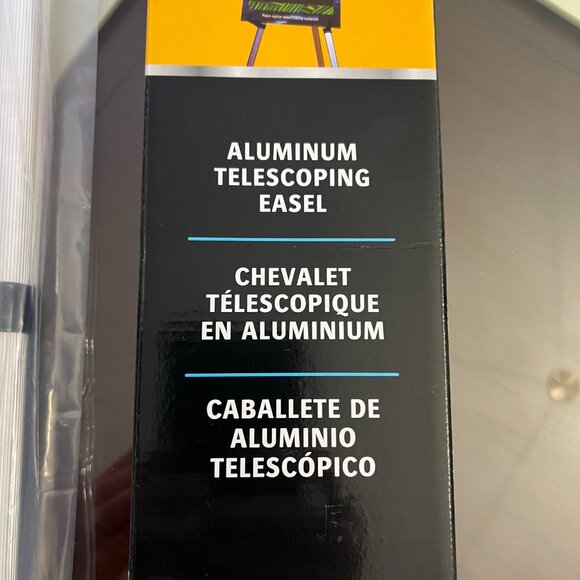 ALUMINUM
TELESCOPING
EASEL
CHEVALET
TÉLESCOPIQUE
EN ALUMINIUM
CABALLETE DE
ALUMINIO
TELESCÓPICO